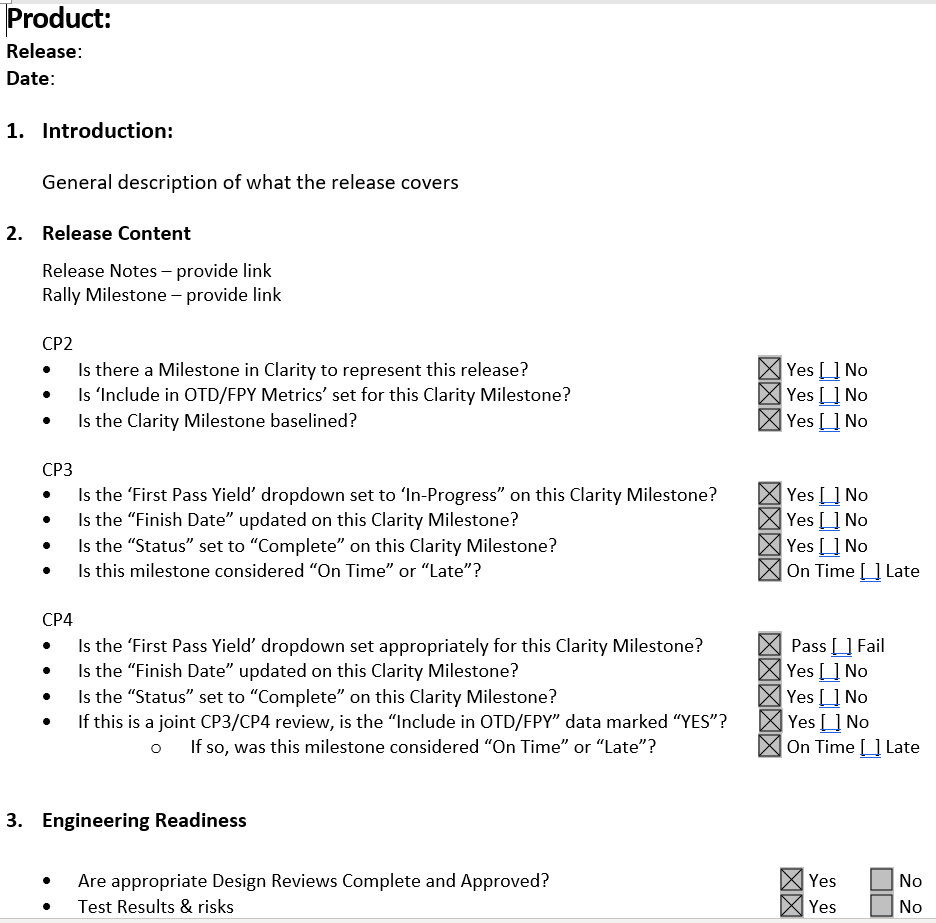 Product:
Release:
Date:
1. Introduction:
General description of what the release covers
2. Release Content
Release Notes – provide link
Rally Milestone – provide link
CP2
• Is there a Milestone in Clarity to represent this release? ☒ Yes [ ] No
• Is ‘Include in OTD/FPY Metrics’ set for this Clarity Milestone? ☒ Yes [ ] No
• Is the Clarity Milestone baselined? ☒ Yes [ ] No
CP3
• Is the ‘First Pass Yield’ dropdown set to ‘In-Progress” on this Clarity Milestone? ☒ Yes [ ] No
• Is the “Finish Date” updated on this Clarity Milestone? ☒ Yes [ ] No
• Is the “Status” set to “Complete” on this Clarity Milestone? ☒ Yes [ ] No
• Is this milestone considered “On Time” or “Late”? ☒ On Time [ ] Late
CP4
• Is the ‘First Pass Yield’ dropdown set appropriately for this Clarity Milestone? ☒ Pass [ ] Fail
• Is the “Finish Date” updated on this Clarity Milestone? ☒ Yes [ ] No
• Is the “Status” set to “Complete” on this Clarity Milestone? ☒ Yes [ ] No
• If this is a joint CP3/CP4 review, is the “Include in OTD/FPY” data marked “YES”? ☒ Yes [ ] No
o If so, was this milestone considered “On Time” or “Late”? ☒ On Time [ ] Late
3. Engineering Readiness
• Are appropriate Design Reviews Complete and Approved? ☒ Yes ☐ No
• Test Results & risks ☒ Yes ☐ No